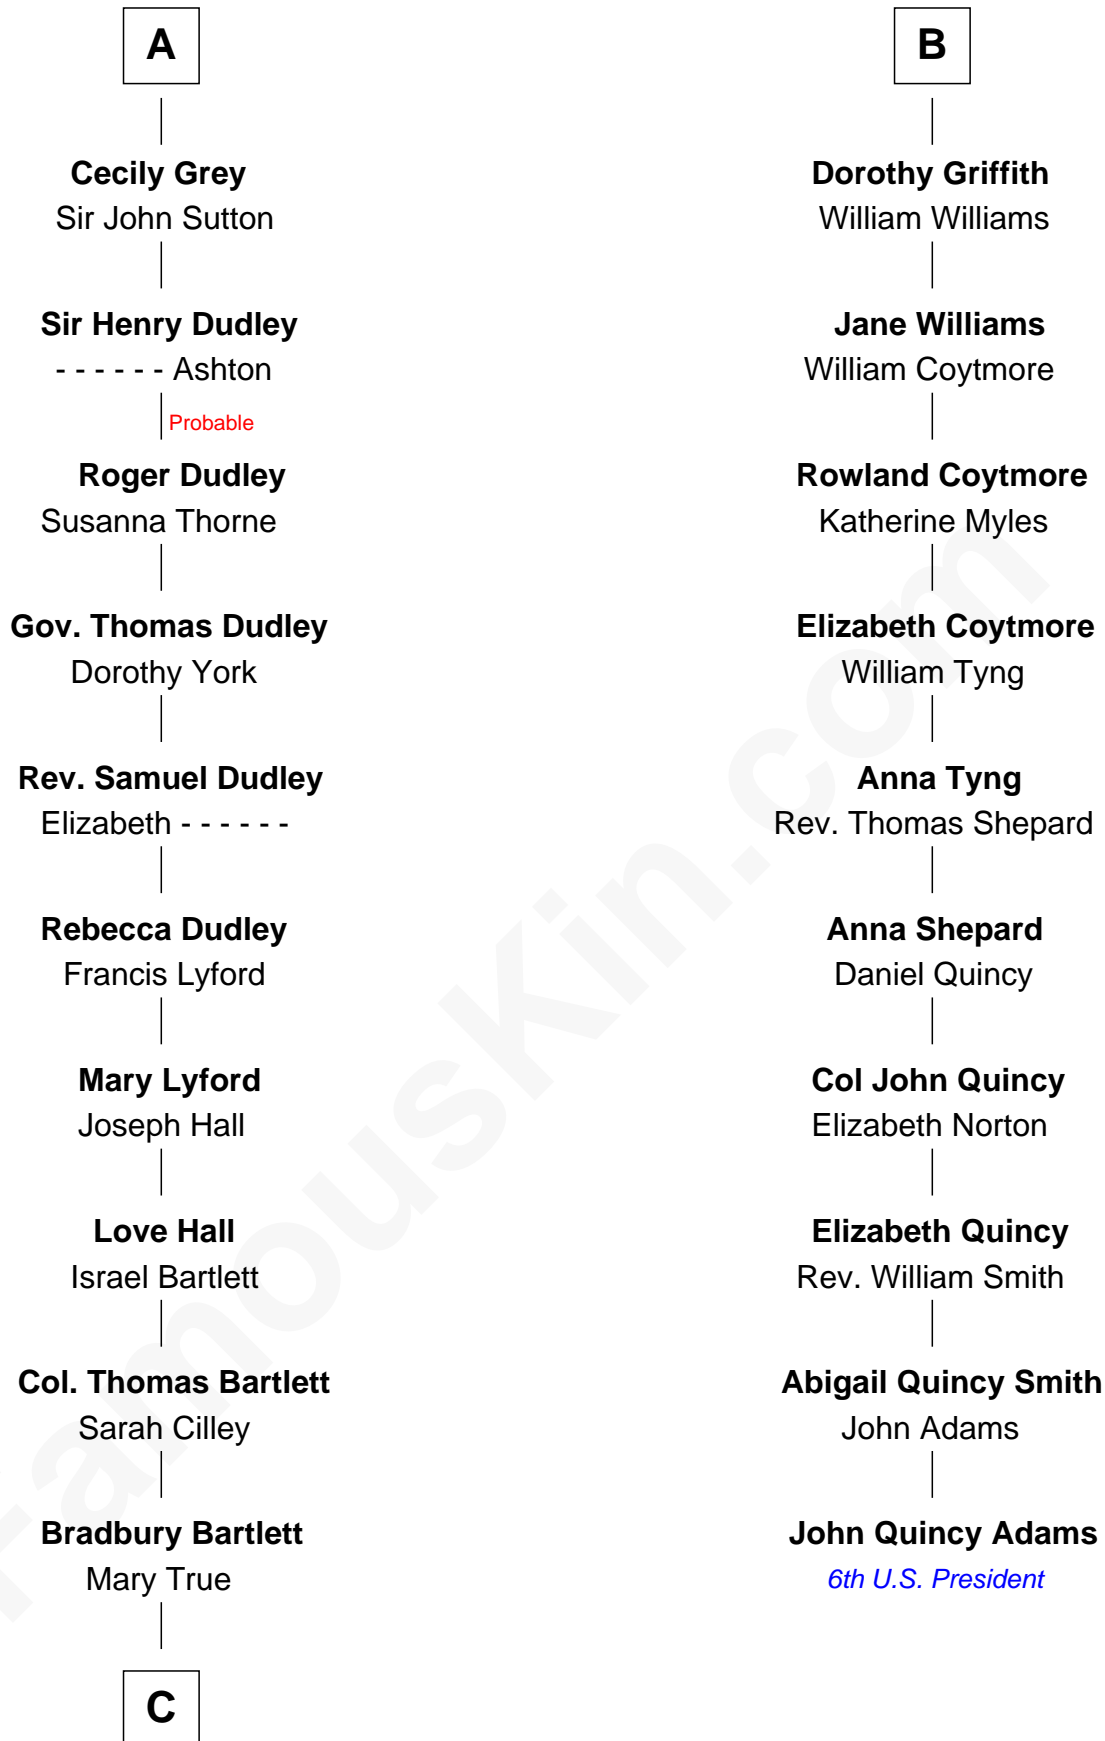 A
Cecily Grey
Sir John Sutton
Sir Henry Dudley
- - - - - - Ashton
Probable
Roger Dudley
Susanna Thorne
Gov. Thomas Dudley
Dorothy York
Rev. Samuel Dudley
Elizabeth - - - - - -
Rebecca Dudley
Francis Lyford
Mary Lyford
Joseph Hall
Love Hall
Israel Bartlett
Col. Thomas Bartlett
Sarah Cilley
Bradbury Bartlett
Mary True
C
B
Dorothy Griffith
William Williams
Jane Williams
William Coytmore
Rowland Coytmore
Katherine Myles
Elizabeth Coytmore
William Tyng
Anna Tyng
Rev. Thomas Shepard
Anna Shepard
Daniel Quincy
Col John Quincy
Elizabeth Norton
Elizabeth Quincy
Rev. William Smith
Abigail Quincy Smith
John Adams
John Quincy Adams
6th U.S. President
FamousKin.com